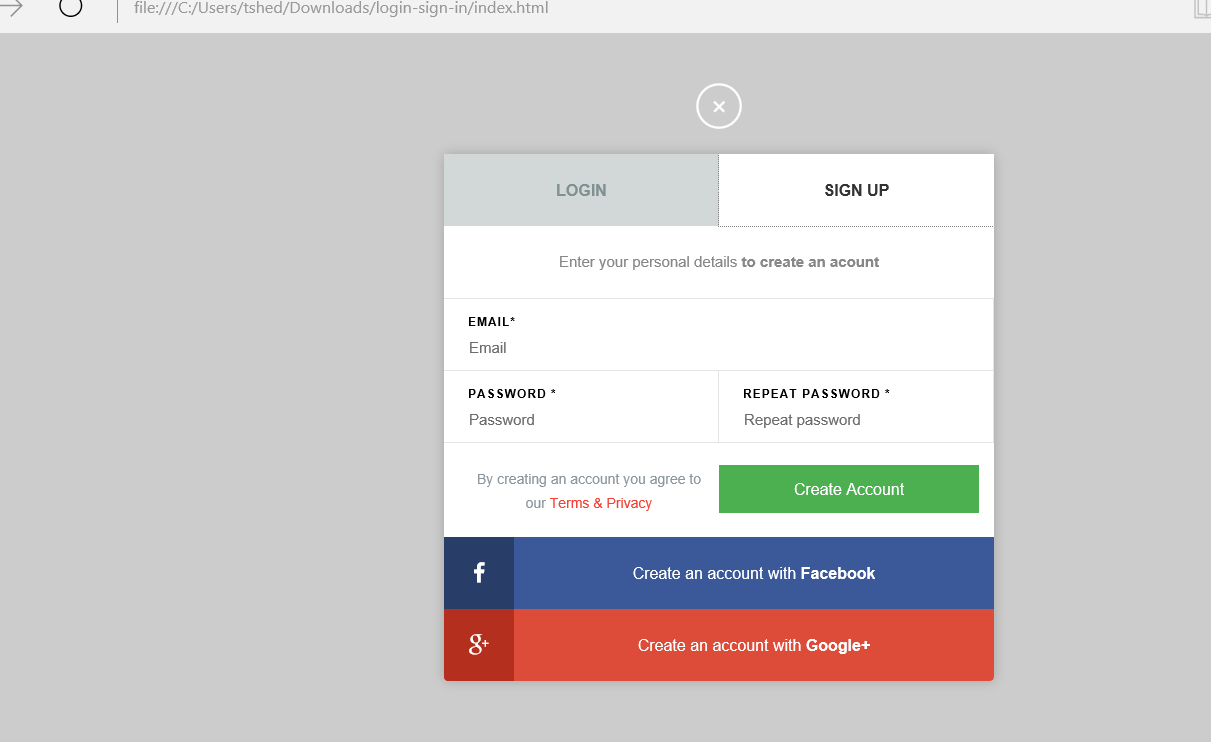 file:///C:/Users/tshed/Downloads/login-sign-in/index.html
LOGIN
SIGN UP
Enter your personal details to create an acount
EMAIL*
Email
PASSWORD *
REPEAT PASSWORD *
Password
Repeat password
By creating an account you agree to
our Terms & Privacy
Create Account
f
Create an account with Facebook
g+
Create an account with Google+